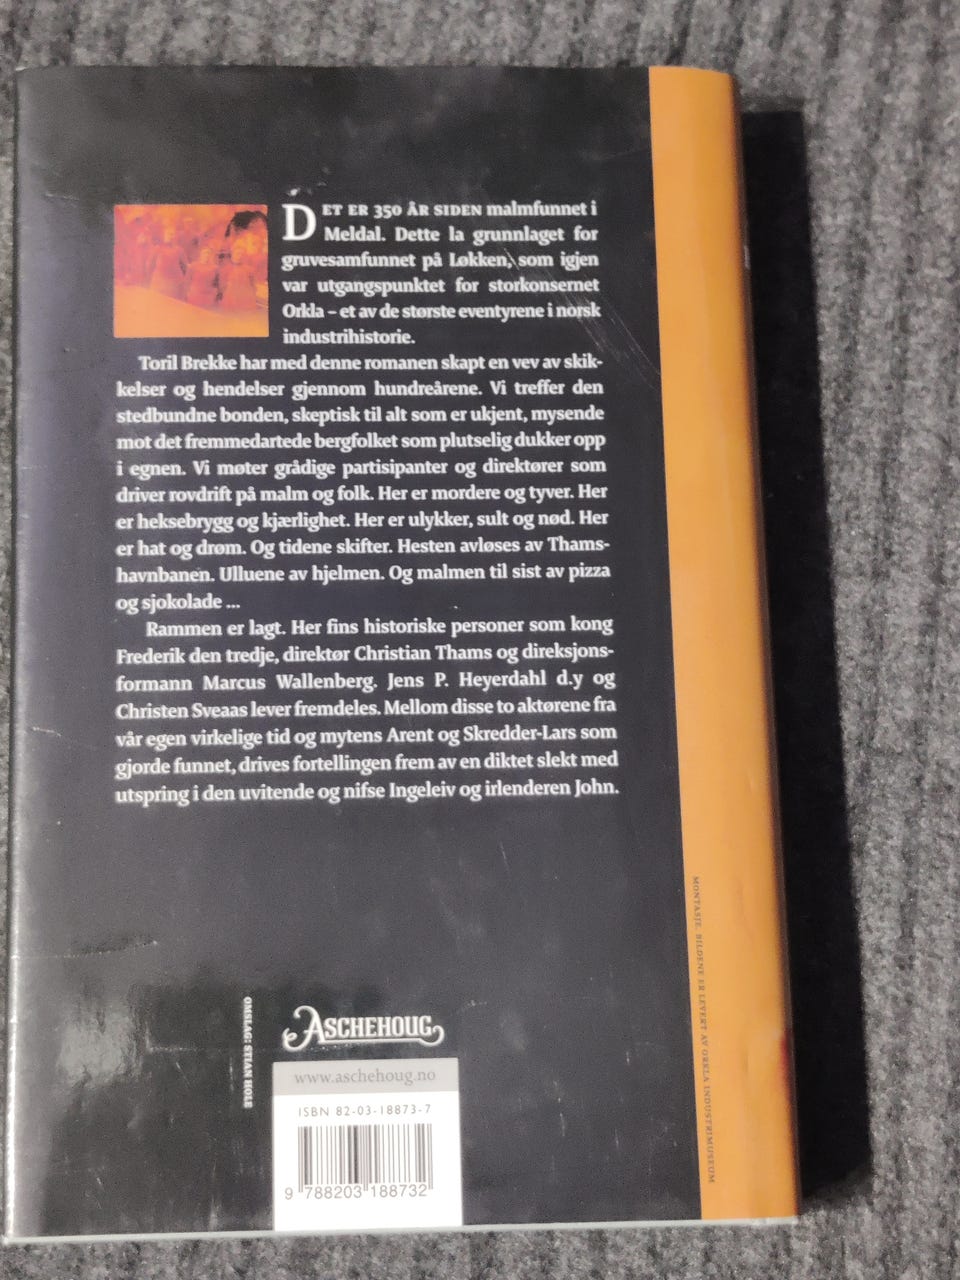 DET ER 350 ÅR SIDEN malmfunnet i
Meldal. Dette la grunnlaget for
gruvesamfunnet på Løkken, som igjen
var utgangspunktet for storkonsernet
Orkla – et av de største eventyrene i norsk
industrihistorie.
Toril Brekke har med denne romanen skapt en vev av skik-
kelser og hendelser gjennom hundreårene. Vi treffer den
stedbundne bonden, skeptisk til alt som er ukjent, mysende
mot det fremmedartede bergfolket som plutselig dukker opp
i egnen. Vi møter grådige partisipanter og direktører som
driver rovdrift på malm og folk. Her er mordere og tyver. Her
er heksebrygg og kjærlighet. Her er ulykker, sult og nød. Her
er hat og drøm. Og tidene skifter. Hesten avløses av Thams-
havnbanen. Ulluene av hjelmen. Og malmen til sist av pizza
og sjokolade ...
Rammen er lagt. Her fins historiske personer som kong
Frederik den tredje, direktør Christian Thams og direksjons-
formann Marcus Wallenberg. Jens P. Heyerdahl d.y og
Christen Sveaas lever fremdeles. Mellom disse to aktørene fra
vår egen virkelige tid og mytens Arent og Skredder-Lars som
gjorde funnet, drives fortellingen frem av en diktet slekt med
utspring i den uvitende og nifse Ingeleiv og irlenderen John.
MONTASJE. BILDENE ER LEVERT AV ORKLA INDUSTRIMUSEUM
OMSLAG: STIAN HOLE
ASCHEHOUG
www.aschehoug.no
ISBN 82-03-18873-7
9 788203 188732